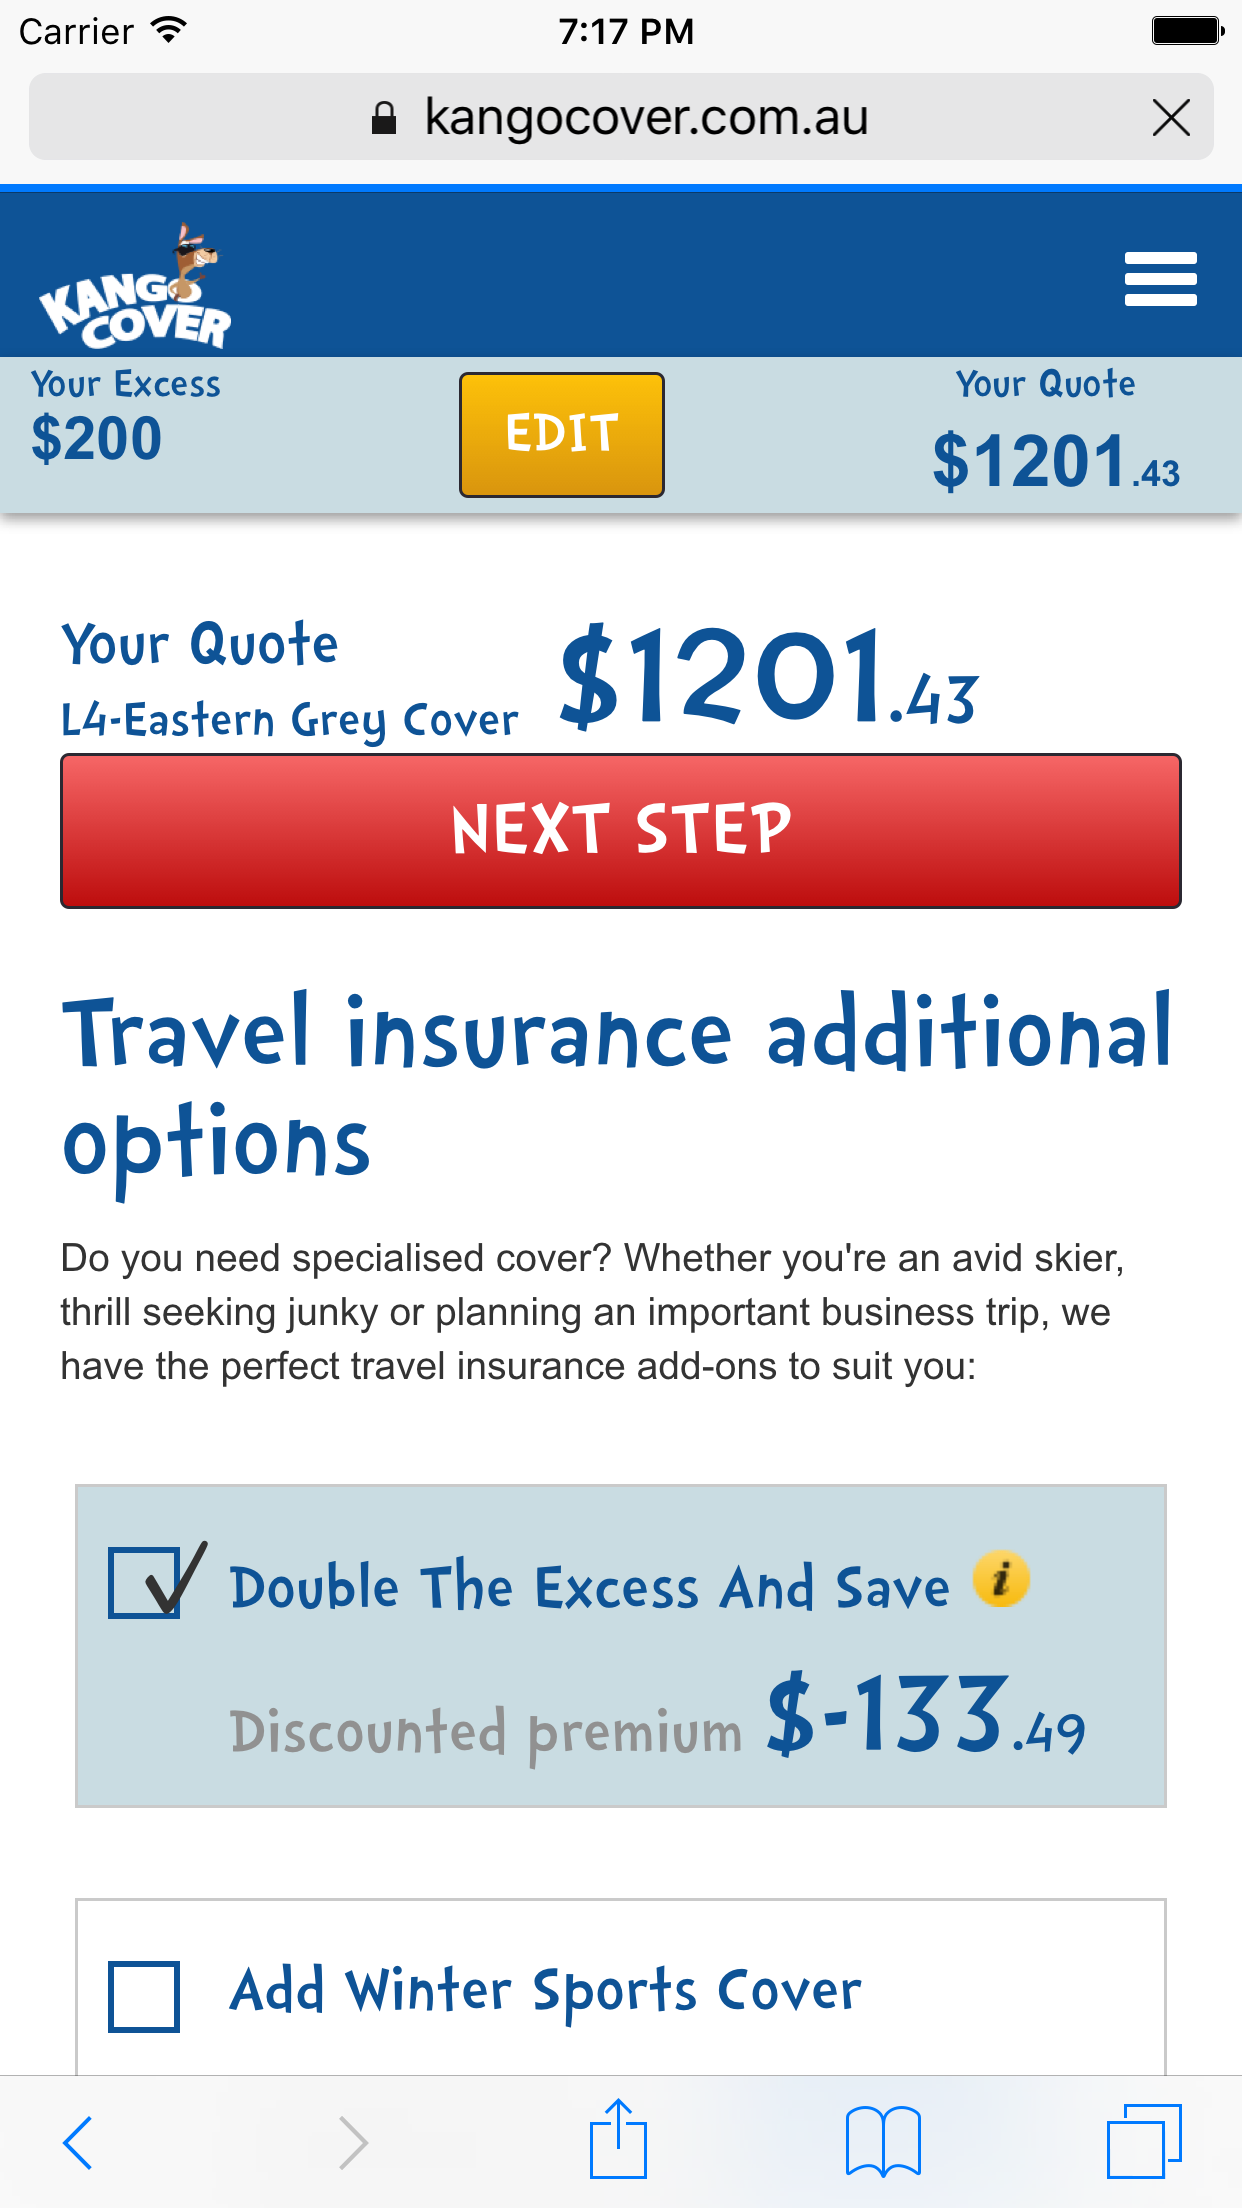 Carrier 7:17 PM
kangocover.com.au
KANGO
COVER
Your Excess
$200
EDIT
Your Quote
$1201.43
Your Quote
L4-Eastern Grey Cover
$1201.43
NEXT STEP
Travel insurance additional
options
Do you need specialised cover? Whether you're an avid skier,
thrill seeking junky or planning an important business trip, we
have the perfect travel insurance add-ons to suit you:
Double The Excess And Save i
Discounted premium $-133.49
Add Winter Sports Cover